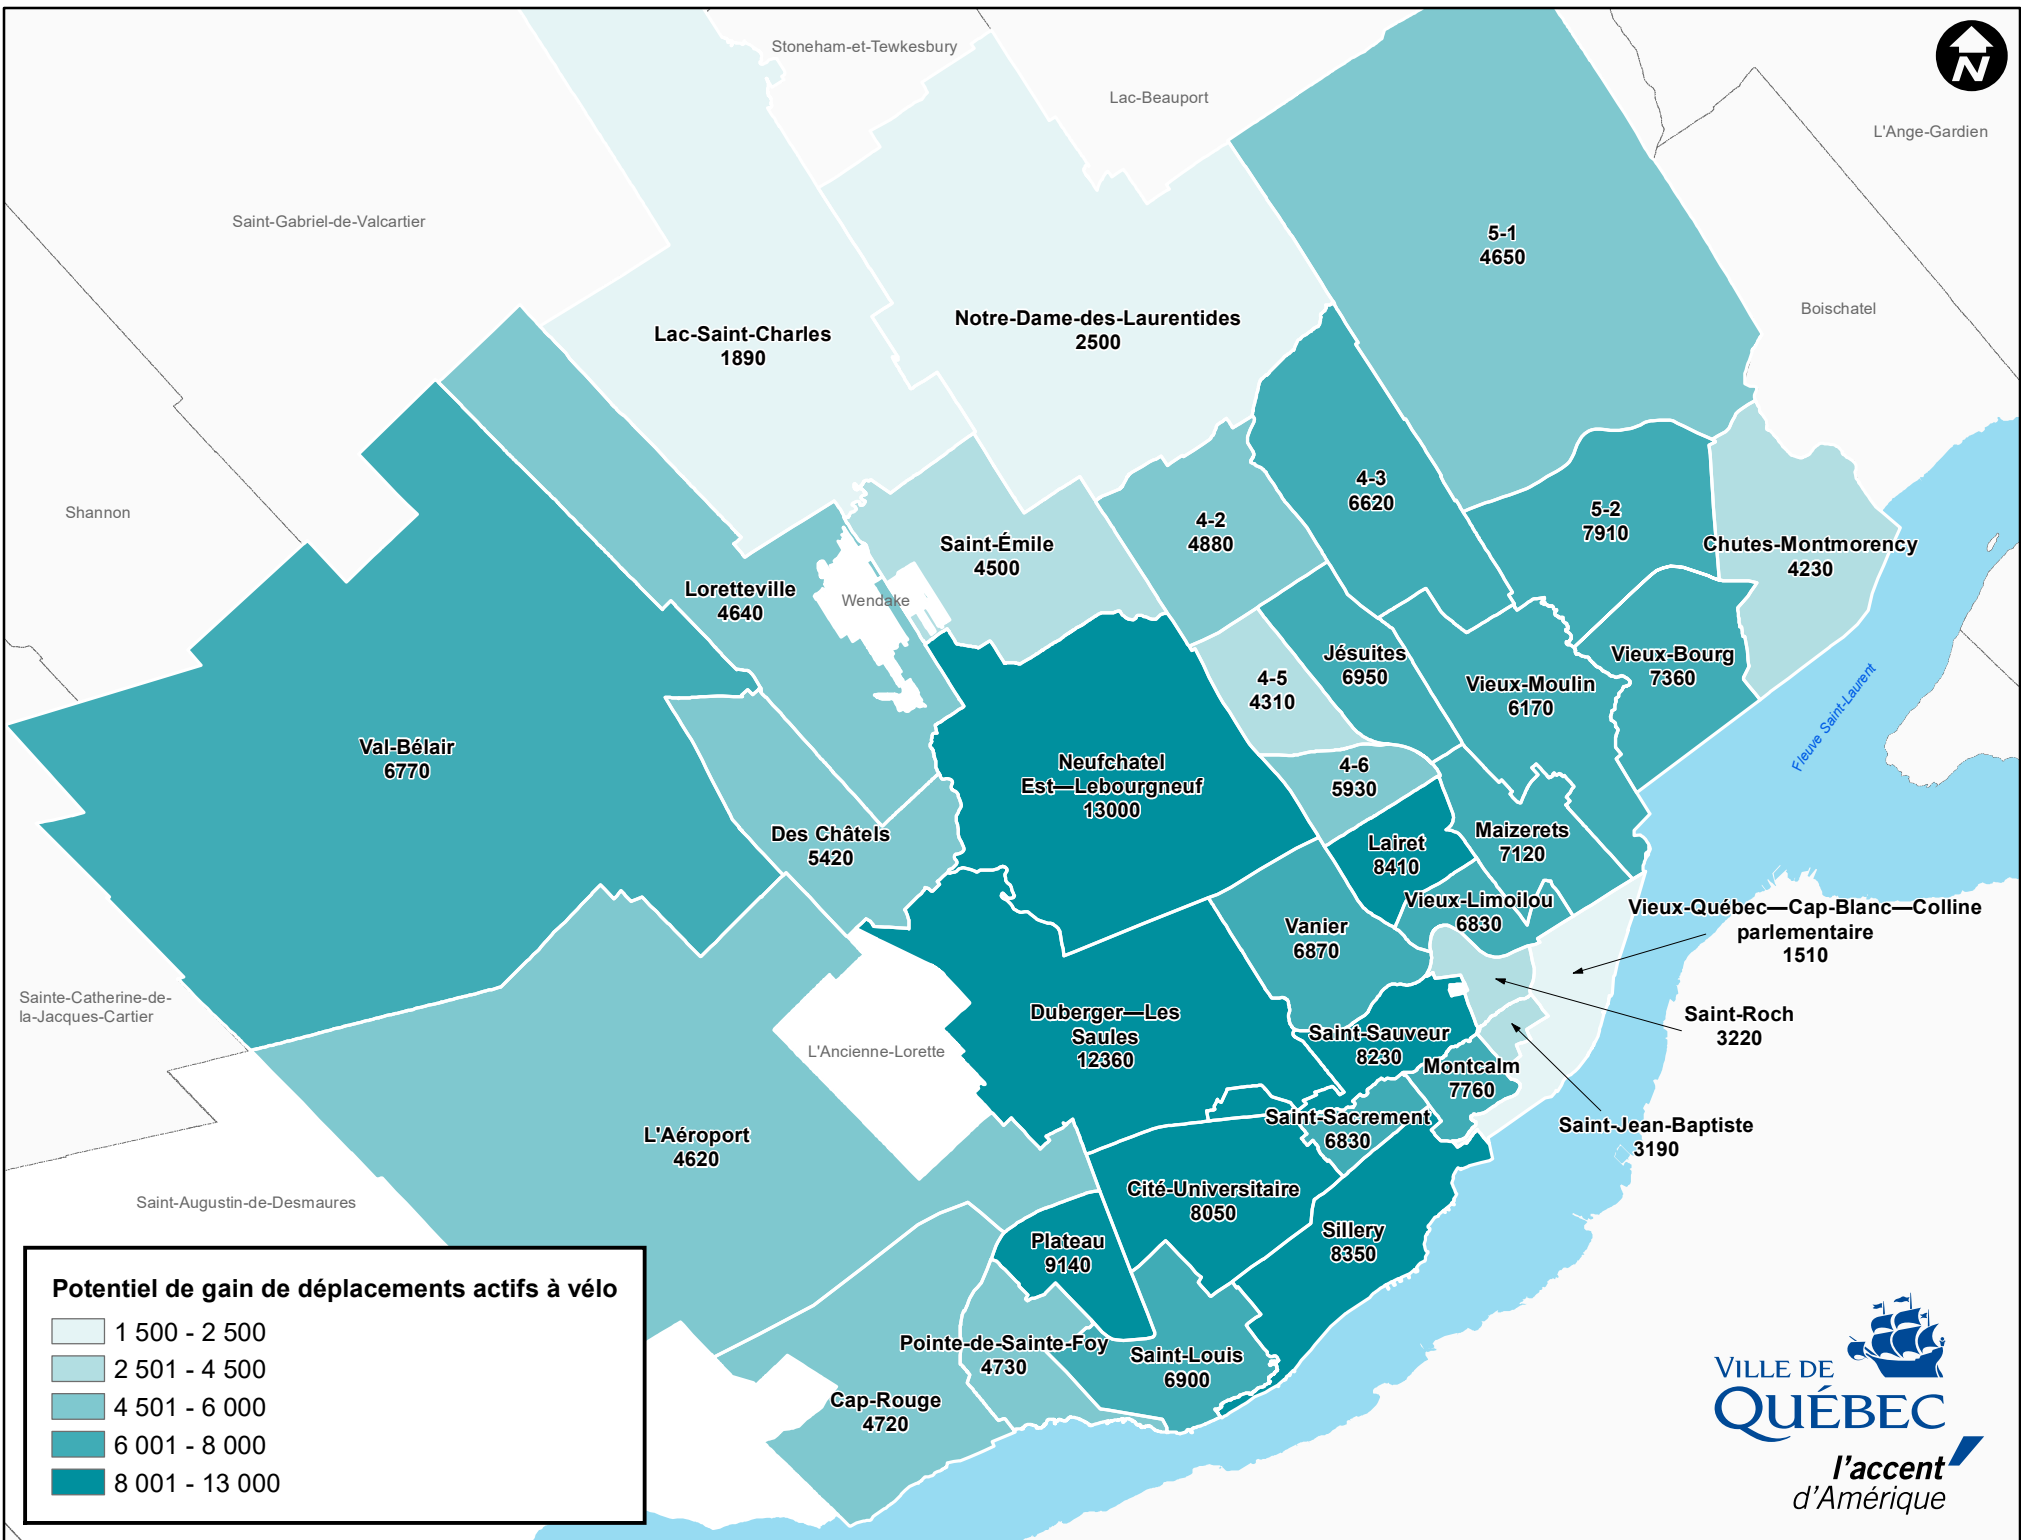 Stoneham-et-Tewkesbury
Lac-Beauport
N
L'Ange-Gardien
Saint-Gabriel-de-Valcartier
5-1
4650
Boischatel
Lac-Saint-Charles
1890
Notre-Dame-des-Laurentides
2500
Shannon
4-3
6620
4-2
4880
5-2
7910
Saint-Émile
4500
Chutes-Montmorency
4230
Loretteville
4640
Wendake
Jésuites
6950
Vieux-Bourg
7360
4-5
4310
Vieux-Moulin
6170
Fleuve Saint-Laurent
Val-Bélair
6770
Neufchatel
Est—Lebourgneuf
13000
4-6
5930
Des Châtels
5420
Lairet
8410
Maizerets
7120
Vieux-Limoilou
6830
Vieux-Québec—Cap-Blanc—Colline
parlementaire
1510
Vanier
6870
Sainte-Catherine-de-
la-Jacques-Cartier
Duberger—Les
Saules
12360
Saint-Roch
3220
Saint-Sauveur
8230
L'Ancienne-Lorette
Montcalm
7760
Saint-Sacrement
6830
Saint-Jean-Baptiste
3190
L'Aéroport
4620
Saint-Augustin-de-Desmaures
Cité-Universitaire
8050
Sillery
8350
Plateau
9140
Pointe-de-Sainte-Foy
4730
Saint-Louis
6900
Cap-Rouge
4720
Potentiel de gain de déplacements actifs à vélo
1 500 - 2 500
2 501 - 4 500
4 501 - 6 000
6 001 - 8 000
8 001 - 13 000
VILLE DE
QUÉBEC
l'accent
d'Amérique